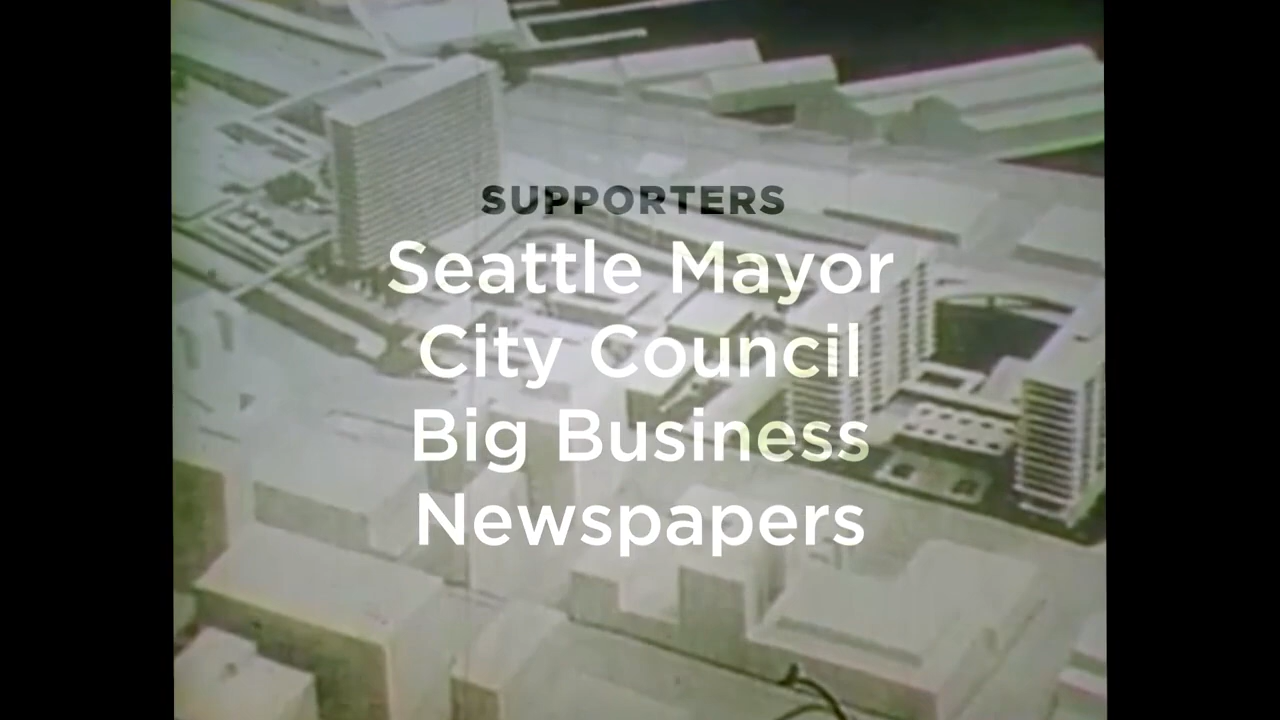 SUPPORTERS
Seattle Mayor
City Council
Big Business
Newspapers